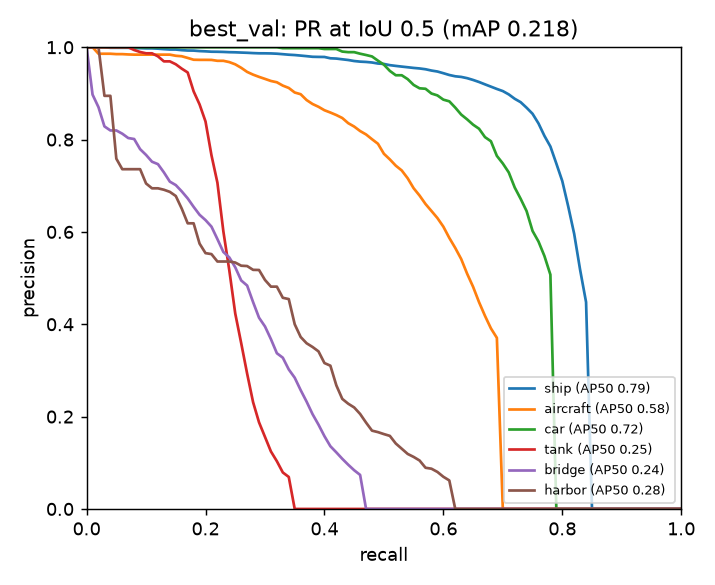 best_val: PR at IoU 0.5 (mAP 0.218)
1.0
0.8
0.6
0.4
0.2
0.0
precision
ship (AP50 0.79)
aircraft (AP50 0.58)
car (AP50 0.72)
tank (AP50 0.25)
bridge (AP50 0.24)
harbor (AP50 0.28)
0.0 0.2 0.4 0.6 0.8 1.0
recall